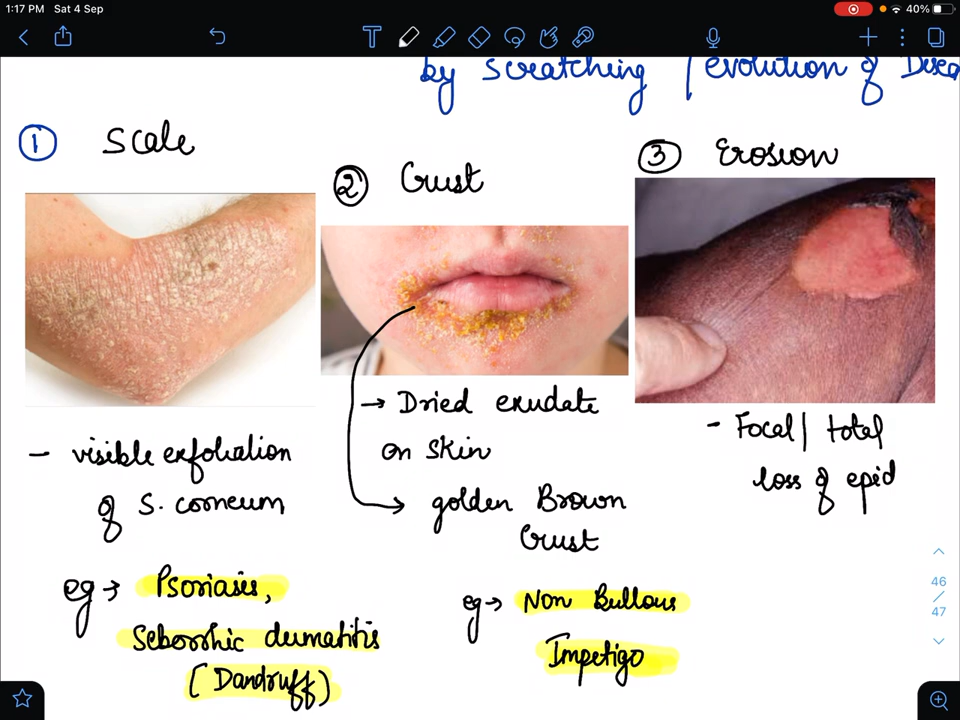 1:17 PM Sat 4 Sep
40%
by scratching / evolution of
1 Scale
2 Crust
3 Erosion
- visible exfoliation
of S. corneum
eg → Psoriasis,
Seborrhic dermatitis
(Dandruff)
→ Dried exudate
on skin
→ golden Brown
Crust
eg → Non Bullous
Impetigo
- Focal / total
loss of epid
46
/
47